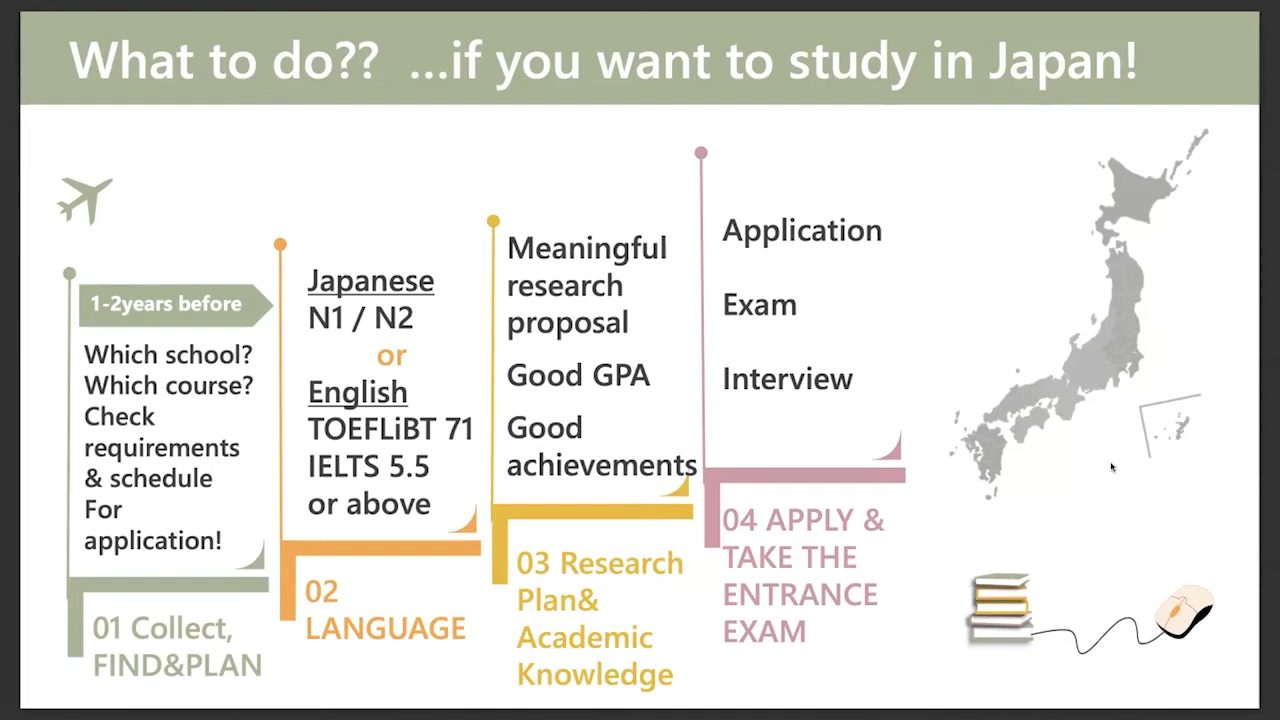 What to do??  ...if you want to study in Japan!
1-2years before
Which school?
Which course?
Check
requirements
& schedule
For
application!
01 Collect,
FIND&PLAN
Japanese
N1 / N2
or
English
TOEFLiBT 71
IELTS 5.5
or above
02
LANGUAGE
Meaningful
research
proposal
Good GPA
Good
achievements
03 Research
Plan&
Academic
Knowledge
Application
Exam
Interview
04 APPLY &
TAKE THE
ENTRANCE
EXAM